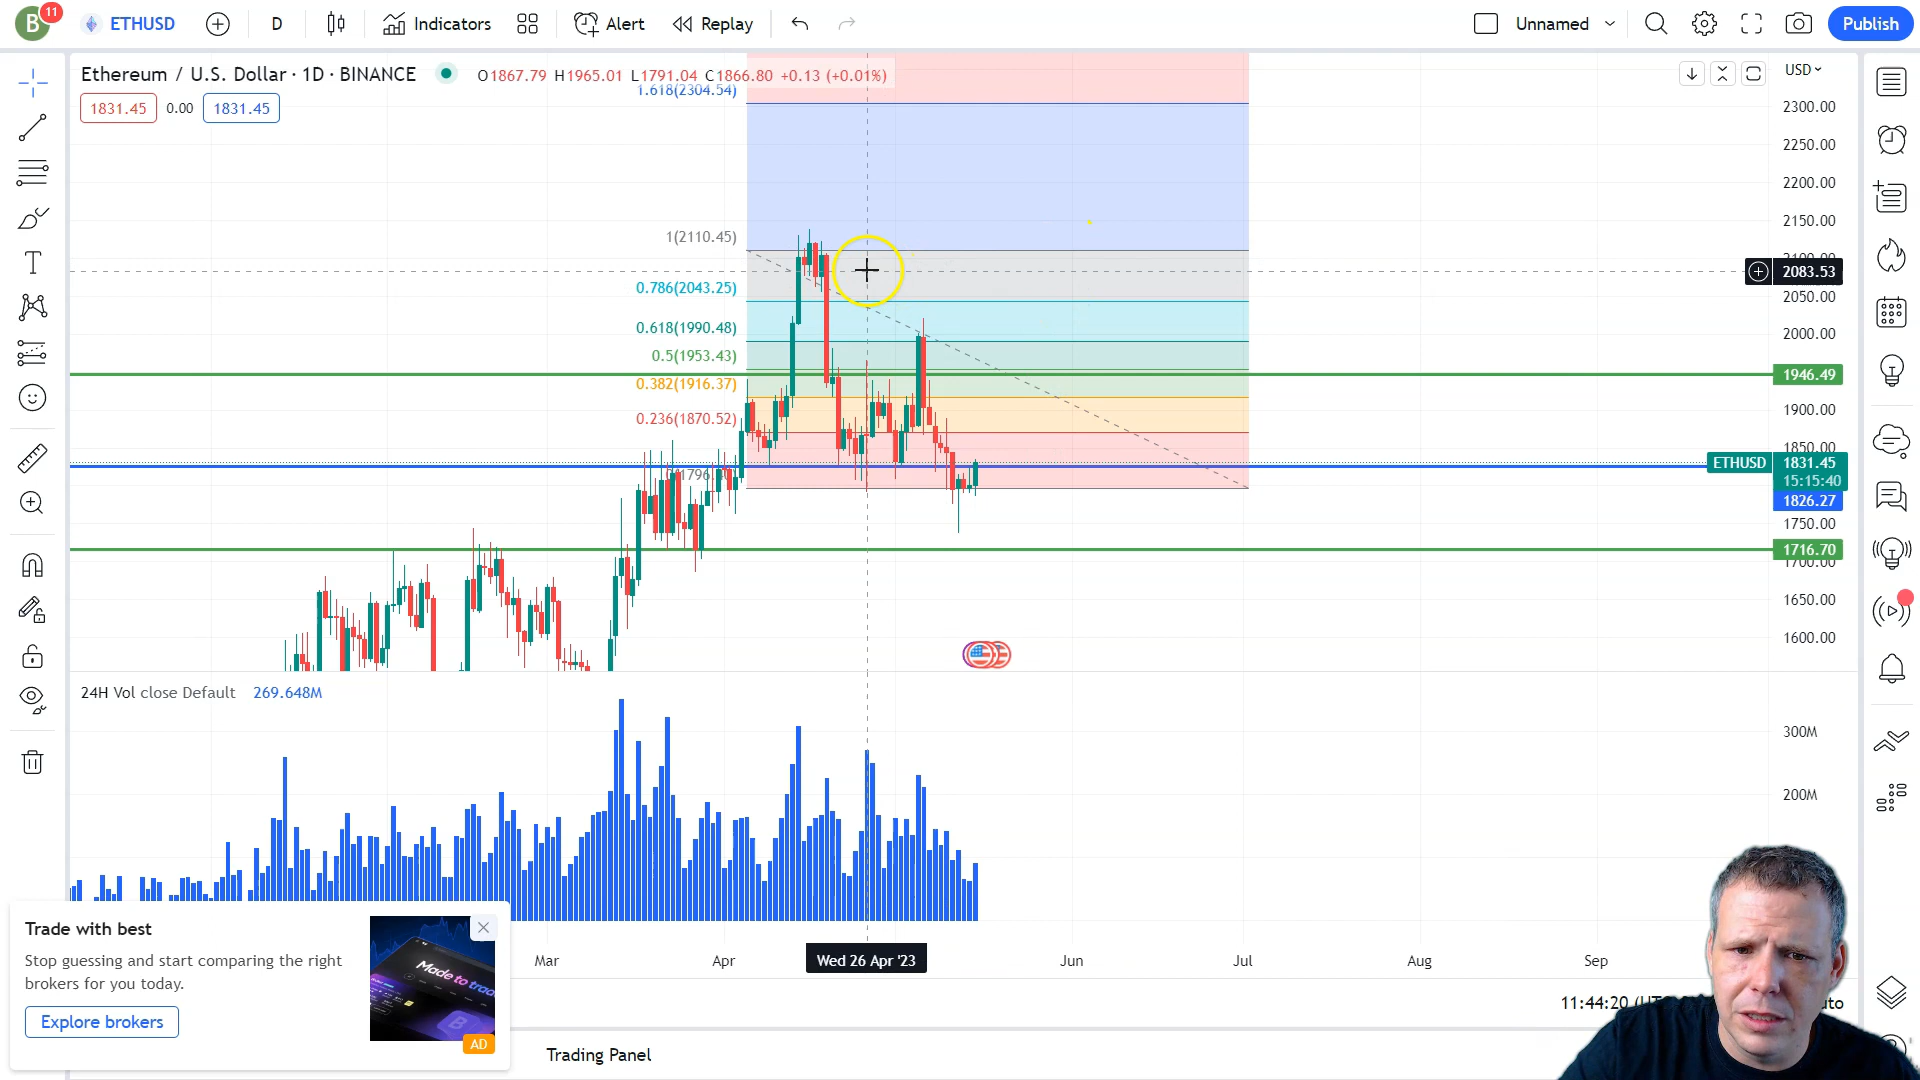 B 11 ETHUSD D Indicators Alert Replay Unnamed Publish
Ethereum / U.S. Dollar · 1D · BINANCE O1867.79 H1965.01 L1791.04 C1866.80 +0.13 (+0.01%)
1831.45 0.00 1831.45
USD
1.618(2304.54)
1(2110.45)
0.786(2043.25)
0.618(1990.48)
0.5(1953.43)
0.382(1916.37)
0.236(1870.52)
2300.00
2250.00
2200.00
2150.00
2100.00
2083.53
2050.00
2000.00
1946.49
1900.00
1850.00
ETHUSD 1831.45
15:15:40
1826.27
1750.00
1716.70
1700.00
1650.00
1600.00
24H Vol close Default 269.648M
300M
200M
Mar Apr Wed 26 Apr '23 Jun Jul Aug Sep
Trade with best
Stop guessing and start comparing the right
brokers for you today.
Explore brokers
Made to trade
AD
11:44:20
Trading Panel